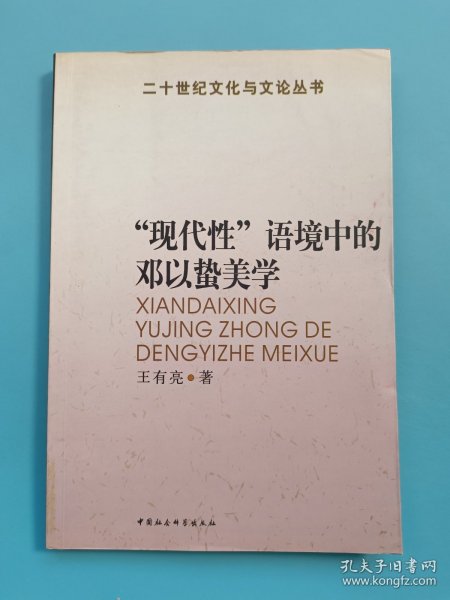 二十世纪文化与文论丛书
“现代性”语境中的
邓以蛰美学
XIANDAIXING
YUJING ZHONG DE
DENGYIZHE MEIXUE
王有亮●著
中国社会科学出版社
孔夫子旧书网
www.kongfz.com